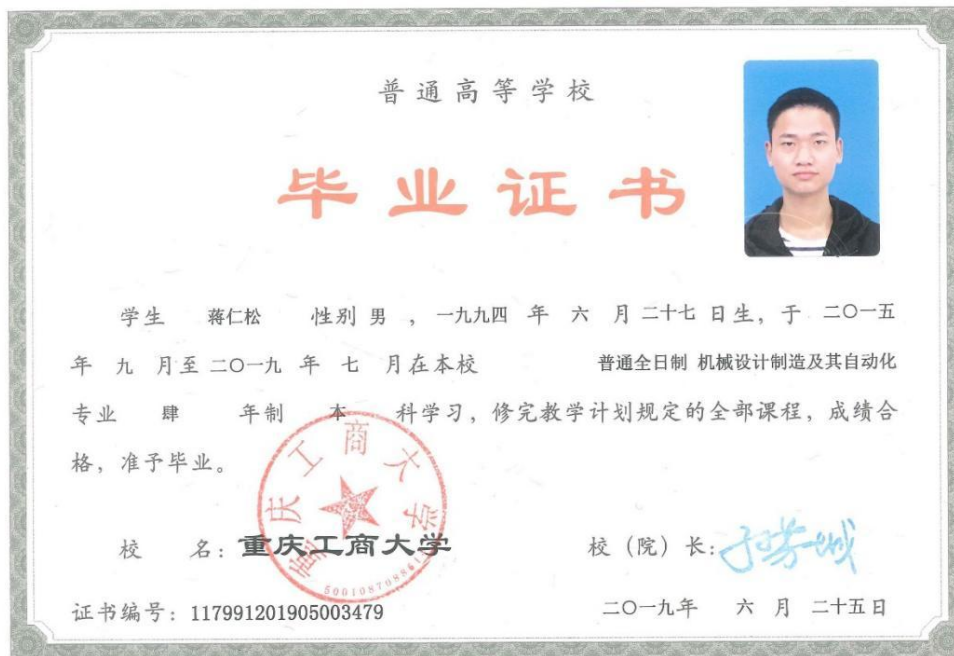 普通高等学校
毕业证书
学生 蒋仁松 性别 男 ，一九九四 年 六 月 二十七 日生，于 二〇一五
年 九 月至 二〇一九 年 七 月在本校 普通全日制 机械设计制造及其自动化
专业 肆 年制 本 科学习，修完教学计划规定的全部课程，成绩合
格，准予毕业。
重庆工商大学
校 名：重庆工商大学 校（院）长：孙芳城
证书编号：117991201905003479 二〇一九年 六 月 二十五日